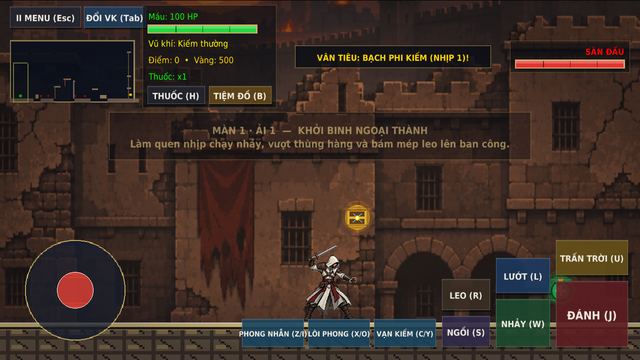 II MENU (Esc)
ĐỔI VK (Tab)
Máu: 100 HP
Vũ khí: Kiếm thường
Điểm: 0 • Vàng: 500
Thuốc: x1
THUỐC (H)
TIỆM ĐỒ (B)
VÂN TIÊU: BẠCH PHI KIẾM (NHỊP 1)!
SÀN ĐẤU
MÀN 1 · ẢI 1 — KHỞI BINH NGOẠI THÀNH
Làm quen nhịp chạy nhảy, vượt thùng hàng và bám mép leo lên ban công.
TRẤN TRỜI (U)
LƯỚT (L)
LEO (R)
ĐÁNH (J)
NHẢY (W)
NGỒI (S)
PHONG NHẪN (Z/I)
LÔI PHONG (X/O)
VẠN KIẾM (C/Y)